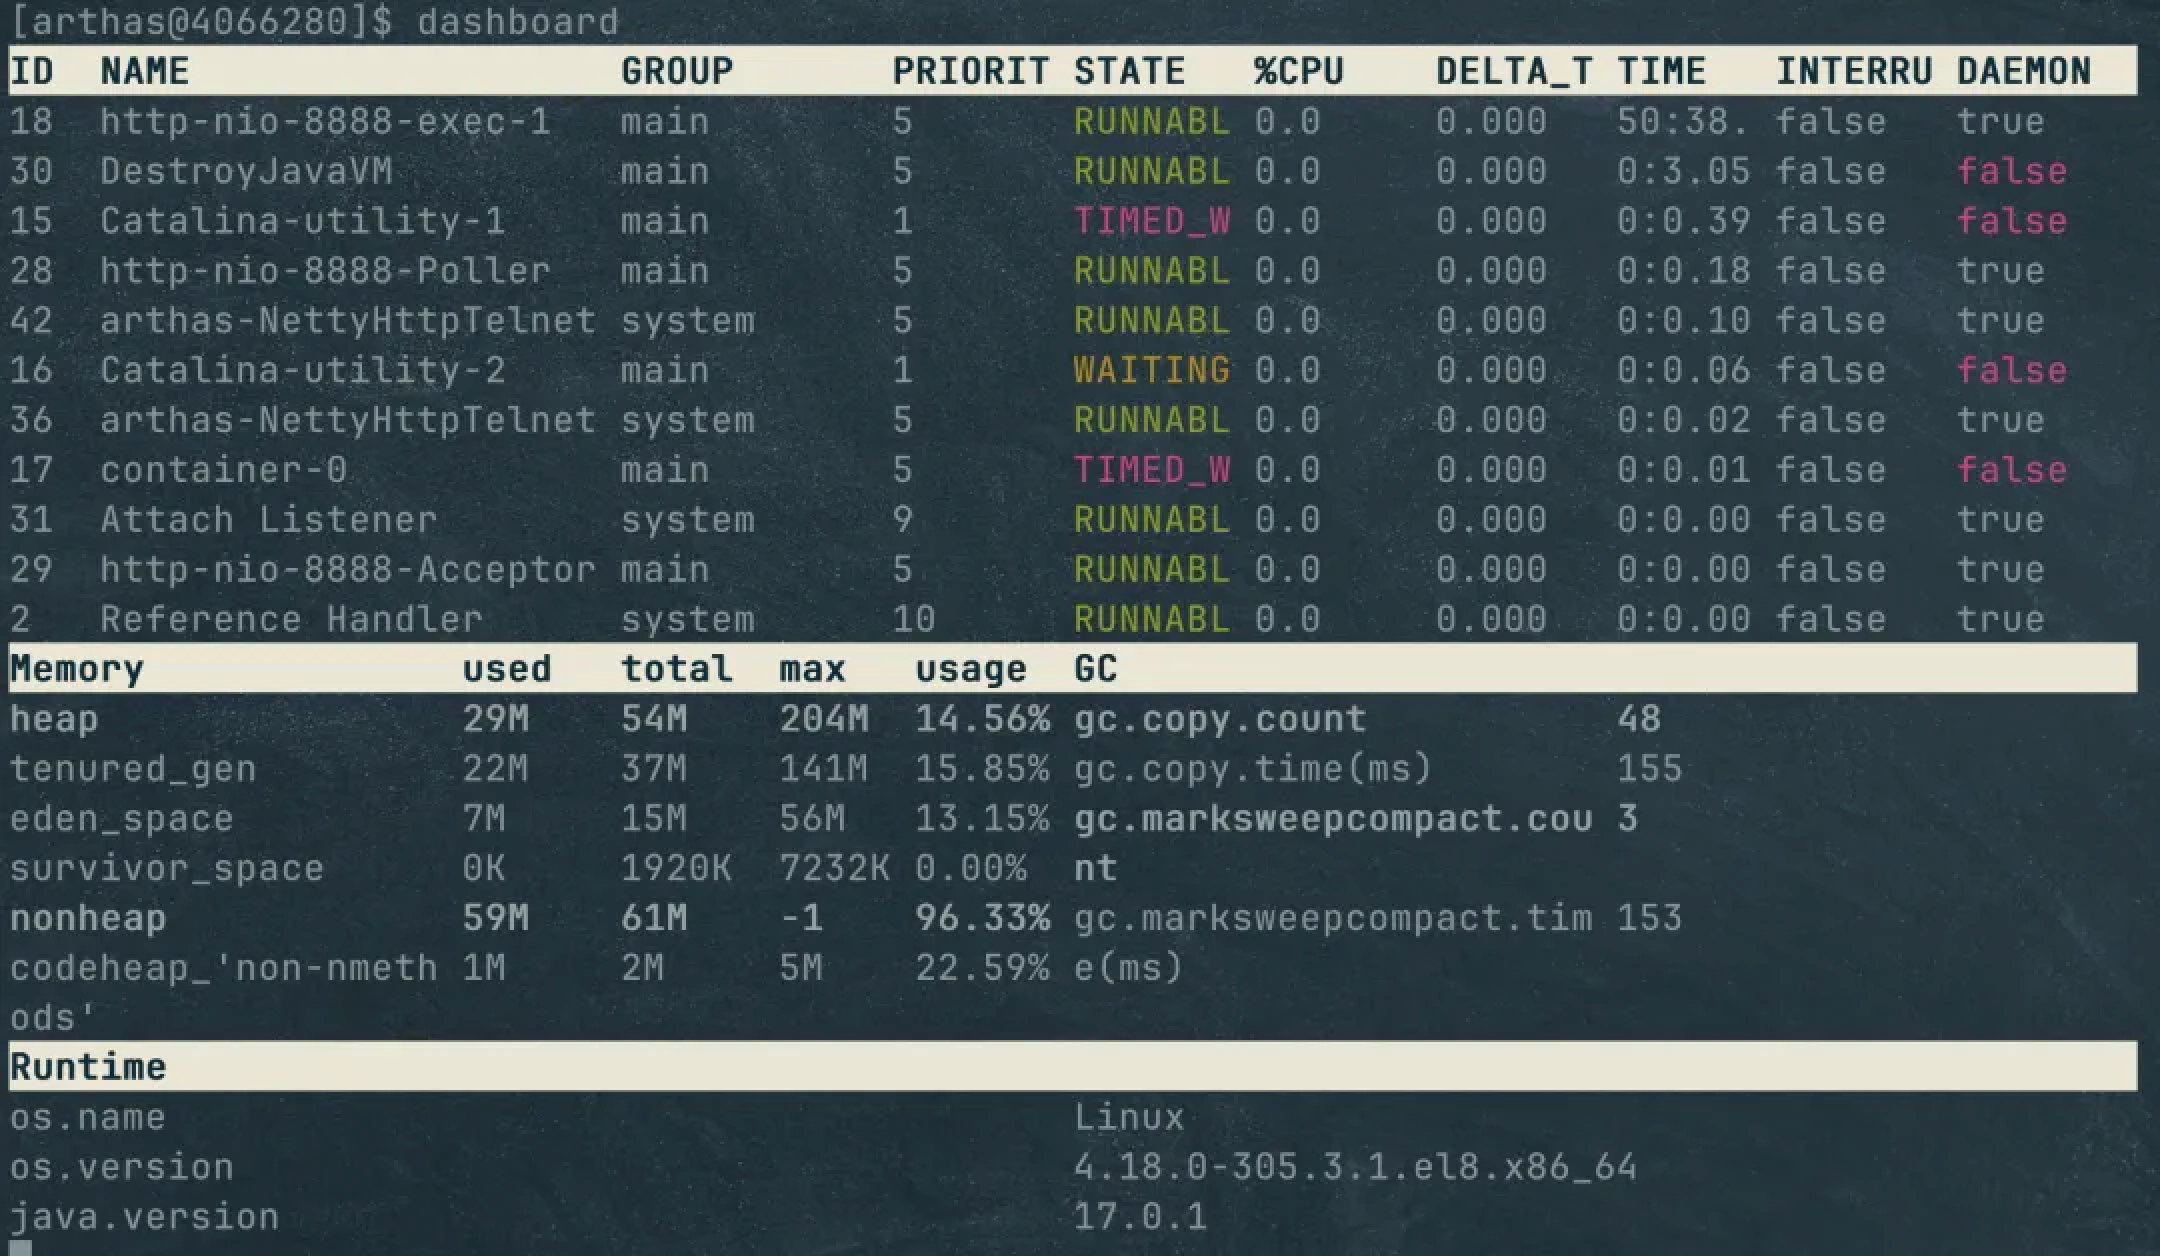 [arthas@4066280]$ dashboard
ID NAME GROUP PRIORIT STATE %CPU DELTA_T TIME INTERRU DAEMON
18 http-nio-8888-exec-1 main 5 RUNNABL 0.0 0.000 50:38. false true
30 DestroyJavaVM main 5 RUNNABL 0.0 0.000 0:3.05 false false
15 Catalina-utility-1 main 1 TIMED_W 0.0 0.000 0:0.39 false false
28 http-nio-8888-Poller main 5 RUNNABL 0.0 0.000 0:0.18 false true
42 arthas-NettyHttpTelnet system 5 RUNNABL 0.0 0.000 0:0.10 false true
16 Catalina-utility-2 main 1 WAITING 0.0 0.000 0:0.06 false false
36 arthas-NettyHttpTelnet system 5 RUNNABL 0.0 0.000 0:0.02 false true
17 container-0 main 5 TIMED_W 0.0 0.000 0:0.01 false false
31 Attach Listener system 9 RUNNABL 0.0 0.000 0:0.00 false true
29 http-nio-8888-Acceptor main 5 RUNNABL 0.0 0.000 0:0.00 false true
2 Reference Handler system 10 RUNNABL 0.0 0.000 0:0.00 false true
Memory used total max usage GC
heap 29M 54M 204M 14.56% gc.copy.count 48
tenured_gen 22M 37M 141M 15.85% gc.copy.time(ms) 155
eden_space 7M 15M 56M 13.15% gc.marksweepcompact.cou 3
survivor_space 0K 1920K 7232K 0.00% nt
nonheap 59M 61M -1 96.33% gc.marksweepcompact.tim 153
codeheap_'non-nmeth 1M 2M 5M 22.59% e(ms)
ods'
Runtime
os.name Linux
os.version 4.18.0-305.3.1.el8.x86_64
java.version 17.0.1